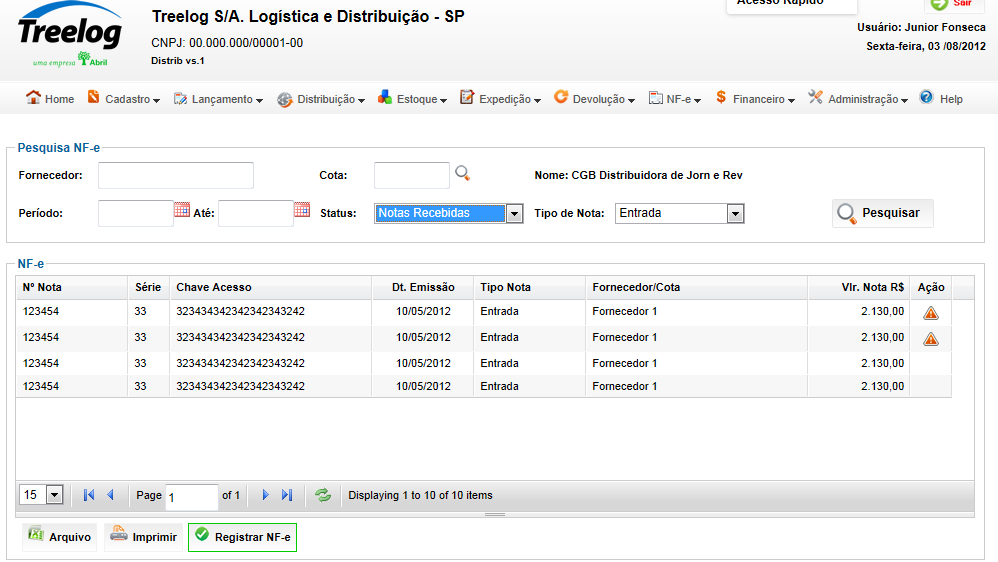 Acesso Rápido
Sair
Treelog
uma empresa Abril
Treelog S/A. Logística e Distribuição - SP
CNPJ: 00.000.000/00001-00
Distrib vs.1
Usuário: Junior Fonseca
Sexta-feira, 03 /08/2012
Home Cadastro Lançamento Distribuição Estoque Expedição Devolução NF-e Financeiro Administração Help
Pesquisa NF-e
Fornecedor: Cota: Nome: CGB Distribuidora de Jorn e Rev
Período: Até: Status: Notas Recebidas Tipo de Nota: Entrada Pesquisar
NF-e
Nº Nota Série Chave Acesso Dt. Emissão Tipo Nota Fornecedor/Cota Vlr. Nota R$ Ação
123454 33 323434342342342343242 10/05/2012 Entrada Fornecedor 1 2.130,00
123454 33 323434342342342343242 10/05/2012 Entrada Fornecedor 1 2.130,00
123454 33 323434342342342343242 10/05/2012 Entrada Fornecedor 1 2.130,00
123454 33 323434342342342343242 10/05/2012 Entrada Fornecedor 1 2.130,00
15 Page 1 of 1 Displaying 1 to 10 of 10 items
Arquivo Imprimir Registrar NF-e